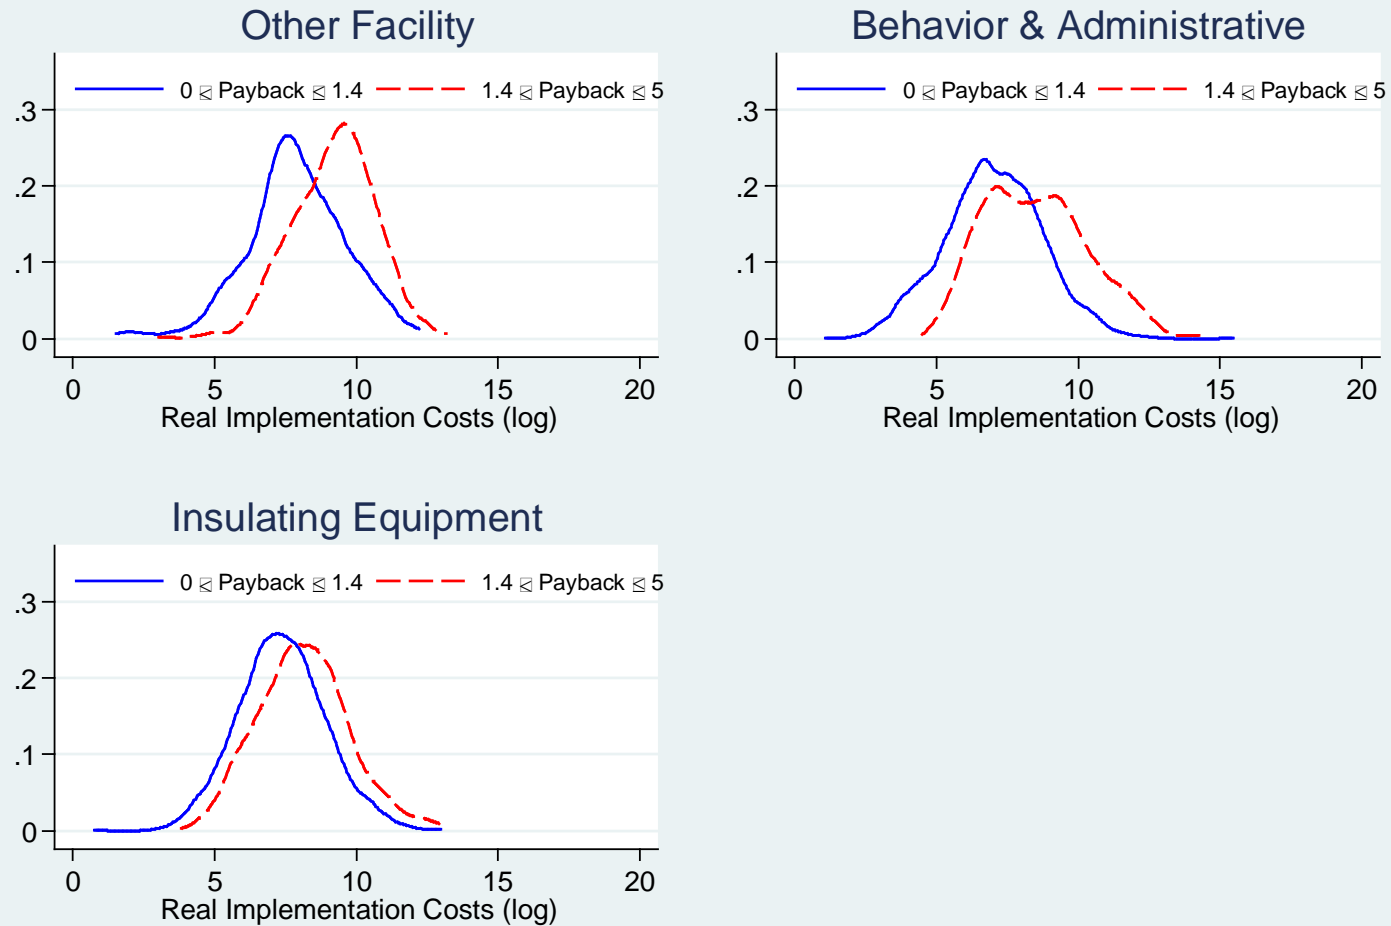 Other Facility
0 ≤ Payback ≤ 1.4 1.4 ≤ Payback ≤ 5
.3
.2
.1
0
0 5 10 15 20
Real Implementation Costs (log)
Behavior & Administrative
0 ≤ Payback ≤ 1.4 1.4 ≤ Payback ≤ 5
.3
.2
.1
0
0 5 10 15 20
Real Implementation Costs (log)
Insulating Equipment
0 ≤ Payback ≤ 1.4 1.4 ≤ Payback ≤ 5
.3
.2
.1
0
0 5 10 15 20
Real Implementation Costs (log)